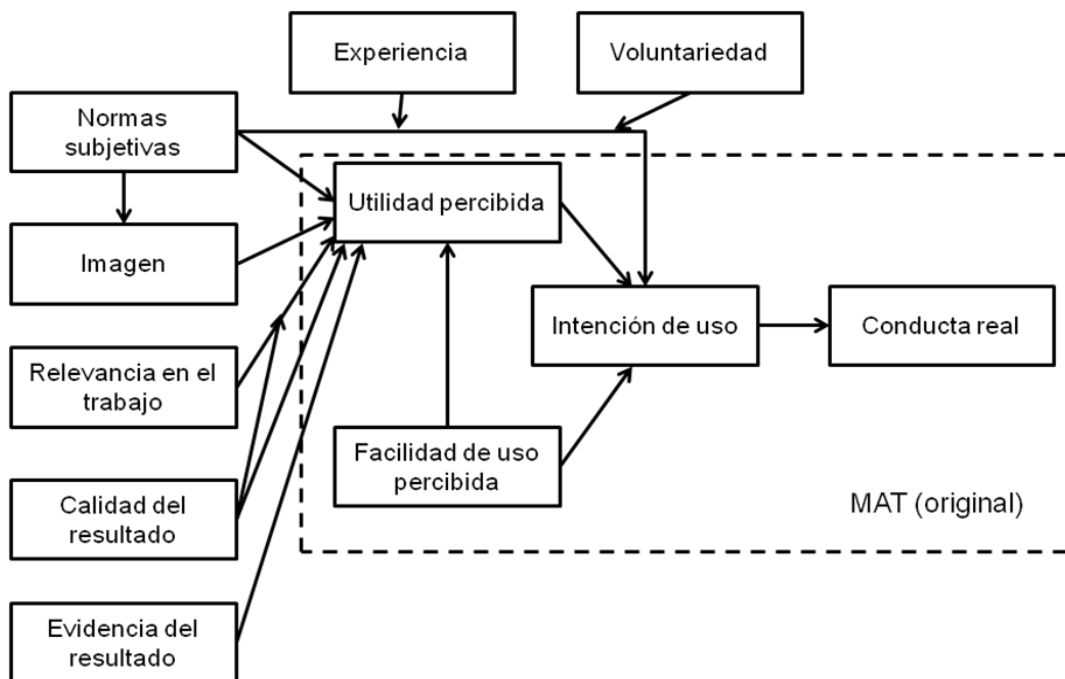 Experiencia
Voluntariedad
Normas
subjetivas
Utilidad percibida
Imagen
Intención de uso
Conducta real
Relevancia en el
trabajo
Facilidad de uso
percibida
Calidad del
resultado
MAT (original)
Evidencia del
resultado